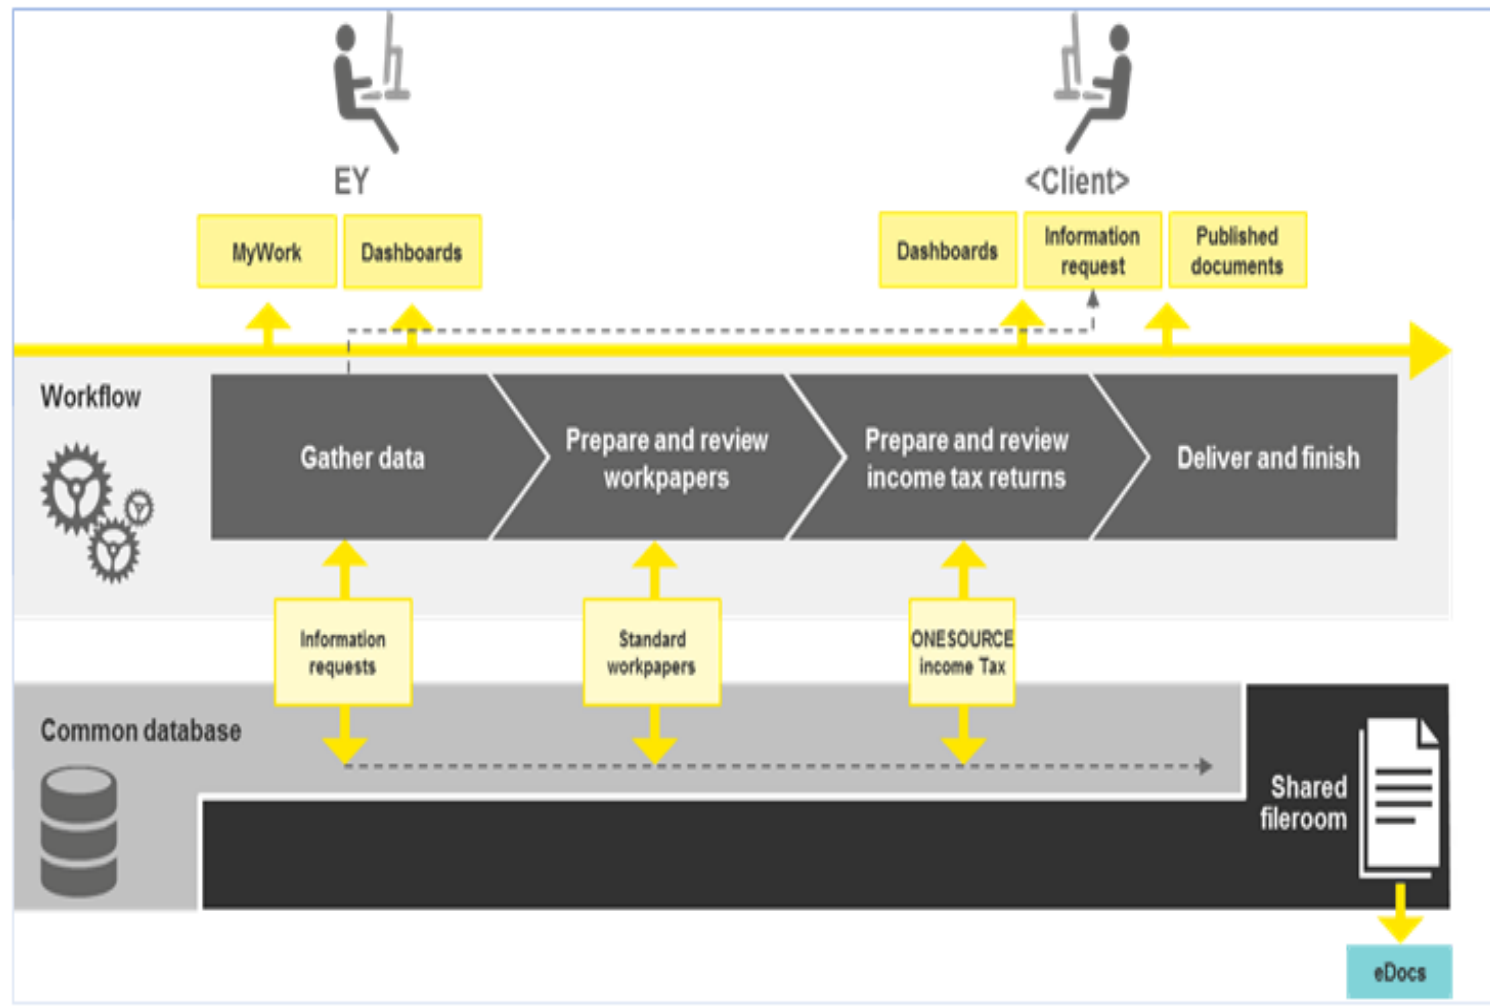 EY
<Client>
MyWork
Dashboards
Dashboards
Information
request
Published
documents
Workflow
Gather data
Prepare and review
workpapers
Prepare and review
income tax returns
Deliver and finish
Information
requests
Standard
workpapers
ONESOURCE
income Tax
Common database
Shared
fileroom
eDocs